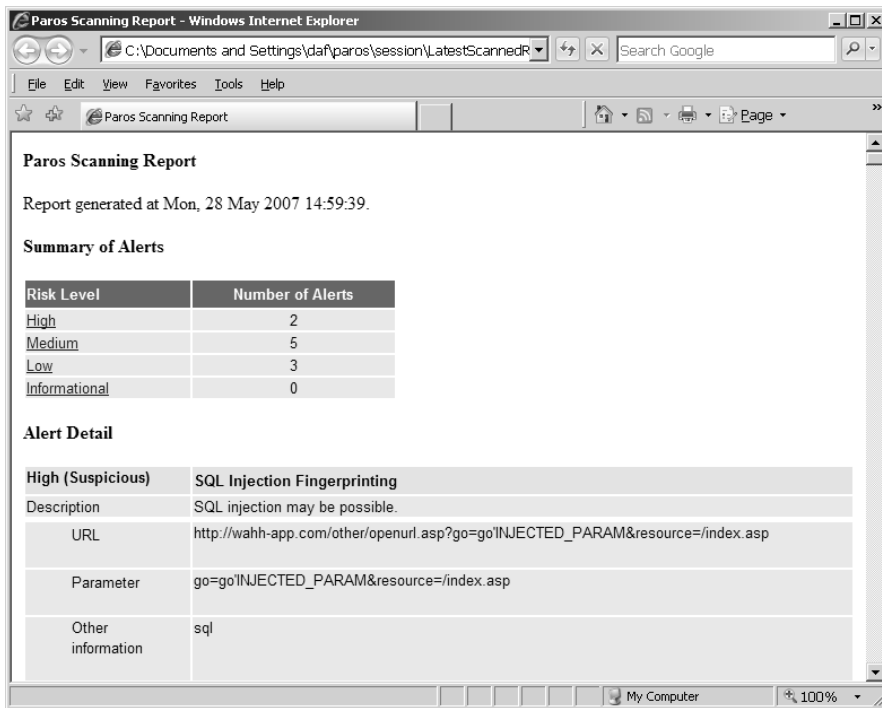 Paros Scanning Report - Windows Internet Explorer
C:\Documents and Settings\daf\paros\session\LatestScannedR
Search Google
File Edit View Favorites Tools Help
Paros Scanning Report
Page
Paros Scanning Report
Report generated at Mon, 28 May 2007 14:59:39.
Summary of Alerts
Risk Level Number of Alerts
High 2
Medium 5
Low 3
Informational 0
Alert Detail
High (Suspicious) SQL Injection Fingerprinting
Description SQL injection may be possible.
URL http://wahh-app.com/other/openurl.asp?go=go'INJECTED_PARAM&resource=/index.asp
Parameter go=go'INJECTED_PARAM&resource=/index.asp
Other sql
information
My Computer 100%